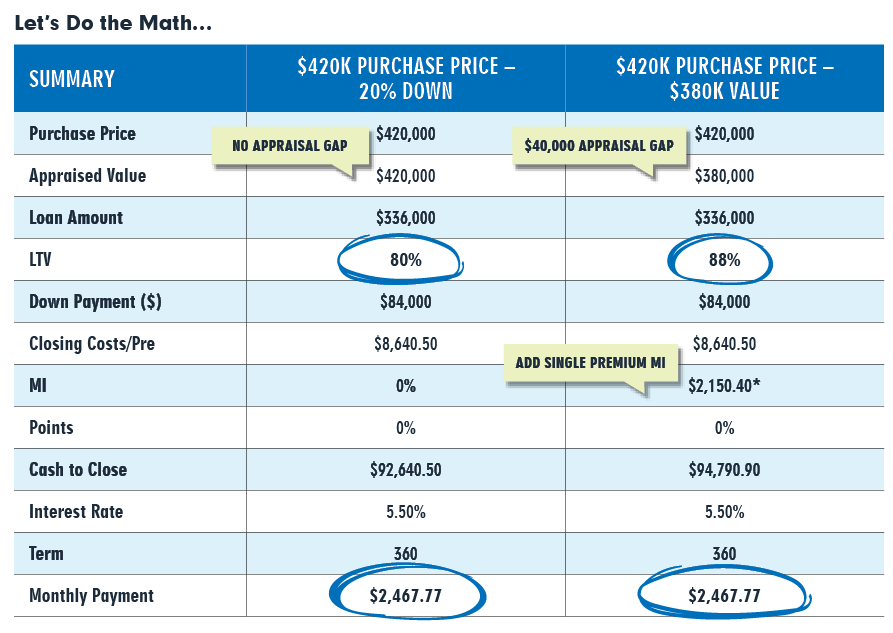 Let's Do the Math...
SUMMARY
$420K PURCHASE PRICE –
20% DOWN
$420K PURCHASE PRICE –
$380K VALUE
Purchase Price $420,000 $420,000
NO APPRAISAL GAP $40,000 APPRAISAL GAP
Appraised Value $420,000 $380,000
Loan Amount $336,000 $336,000
LTV 80% 88%
Down Payment ($) $84,000 $84,000
Closing Costs/Pre $8,640.50 $8,640.50
ADD SINGLE PREMIUM MI
MI 0% $2,150.40*
Points 0% 0%
Cash to Close $92,640.50 $94,790.90
Interest Rate 5.50% 5.50%
Term 360 360
Monthly Payment $2,467.77 $2,467.77